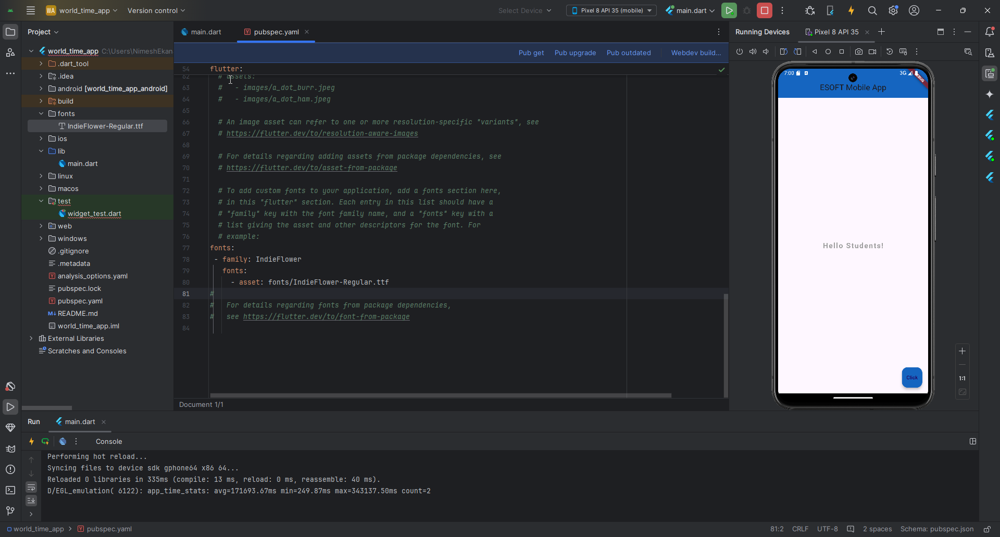 WA world_time_app Version control Select Device Pixel 8 API 35 (mobile) main.dart
Project
main.dart pubspec.yaml
Running Devices Pixel 8 API 35
world_time_app C:\Users\NimeshEkan
.dart_tool
.idea
android [world_time_app_android]
build
fonts
IndieFlower-Regular.ttf
ios
lib
main.dart
linux
macos
test
widget_test.dart
web
windows
.gitignore
.metadata
analysis_options.yaml
pubspec.lock
pubspec.yaml
README.md
world_time_app.iml
External Libraries
Scratches and Consoles
Pub get Pub upgrade Pub outdated Webdev build...
54 flutter:
62 # assets:
63 #   - images/a_dot_burr.jpeg
64 #   - images/a_dot_ham.jpeg
65
66 # An image asset can refer to one or more resolution-specific "variants", see
67 # https://flutter.dev/to/resolution-aware-images
68
69 # For details regarding adding assets from package dependencies, see
70 # https://flutter.dev/to/asset-from-package
71
72 # To add custom fonts to your application, add a fonts section here,
73 # in this "flutter" section. Each entry in this list should have a
74 # "family" key with the font family name, and a "fonts" key with a
75 # list giving the asset and other descriptors for the font. For
76 # example:
77 fonts:
78 - family: IndieFlower
79 fonts:
80 - asset: fonts/IndieFlower-Regular.ttf
81 #
82 #   For details regarding fonts from package dependencies,
83 #   see https://flutter.dev/to/font-from-package
84
Document 1/1
7:00 3G
DEBUG
ESOFT Mobile App
Hello Students!
Click
1:1
Run main.dart
Console
Performing hot reload...
Syncing files to device sdk gphone64 x86 64...
Reloaded 0 libraries in 335ms (compile: 13 ms, reload: 0 ms, reassemble: 40 ms).
D/EGL_emulation( 6122): app_time_stats: avg=171693.67ms min=249.87ms max=343137.50ms count=2
world_time_app > pubspec.yaml 81:2 CRLF UTF-8 2 spaces Schema: pubspec.json